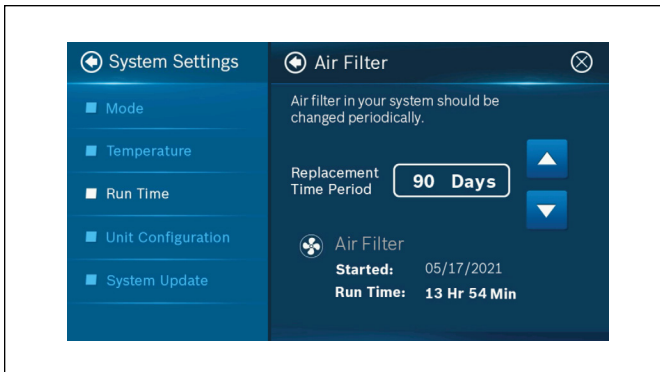 System Settings
Mode
Temperature
Run Time
Unit Configuration
System Update
Air Filter
Air filter in your system should be
changed periodically.
Replacement
Time Period
90 Days
Air Filter
Started: 05/17/2021
Run Time: 13 Hr 54 Min